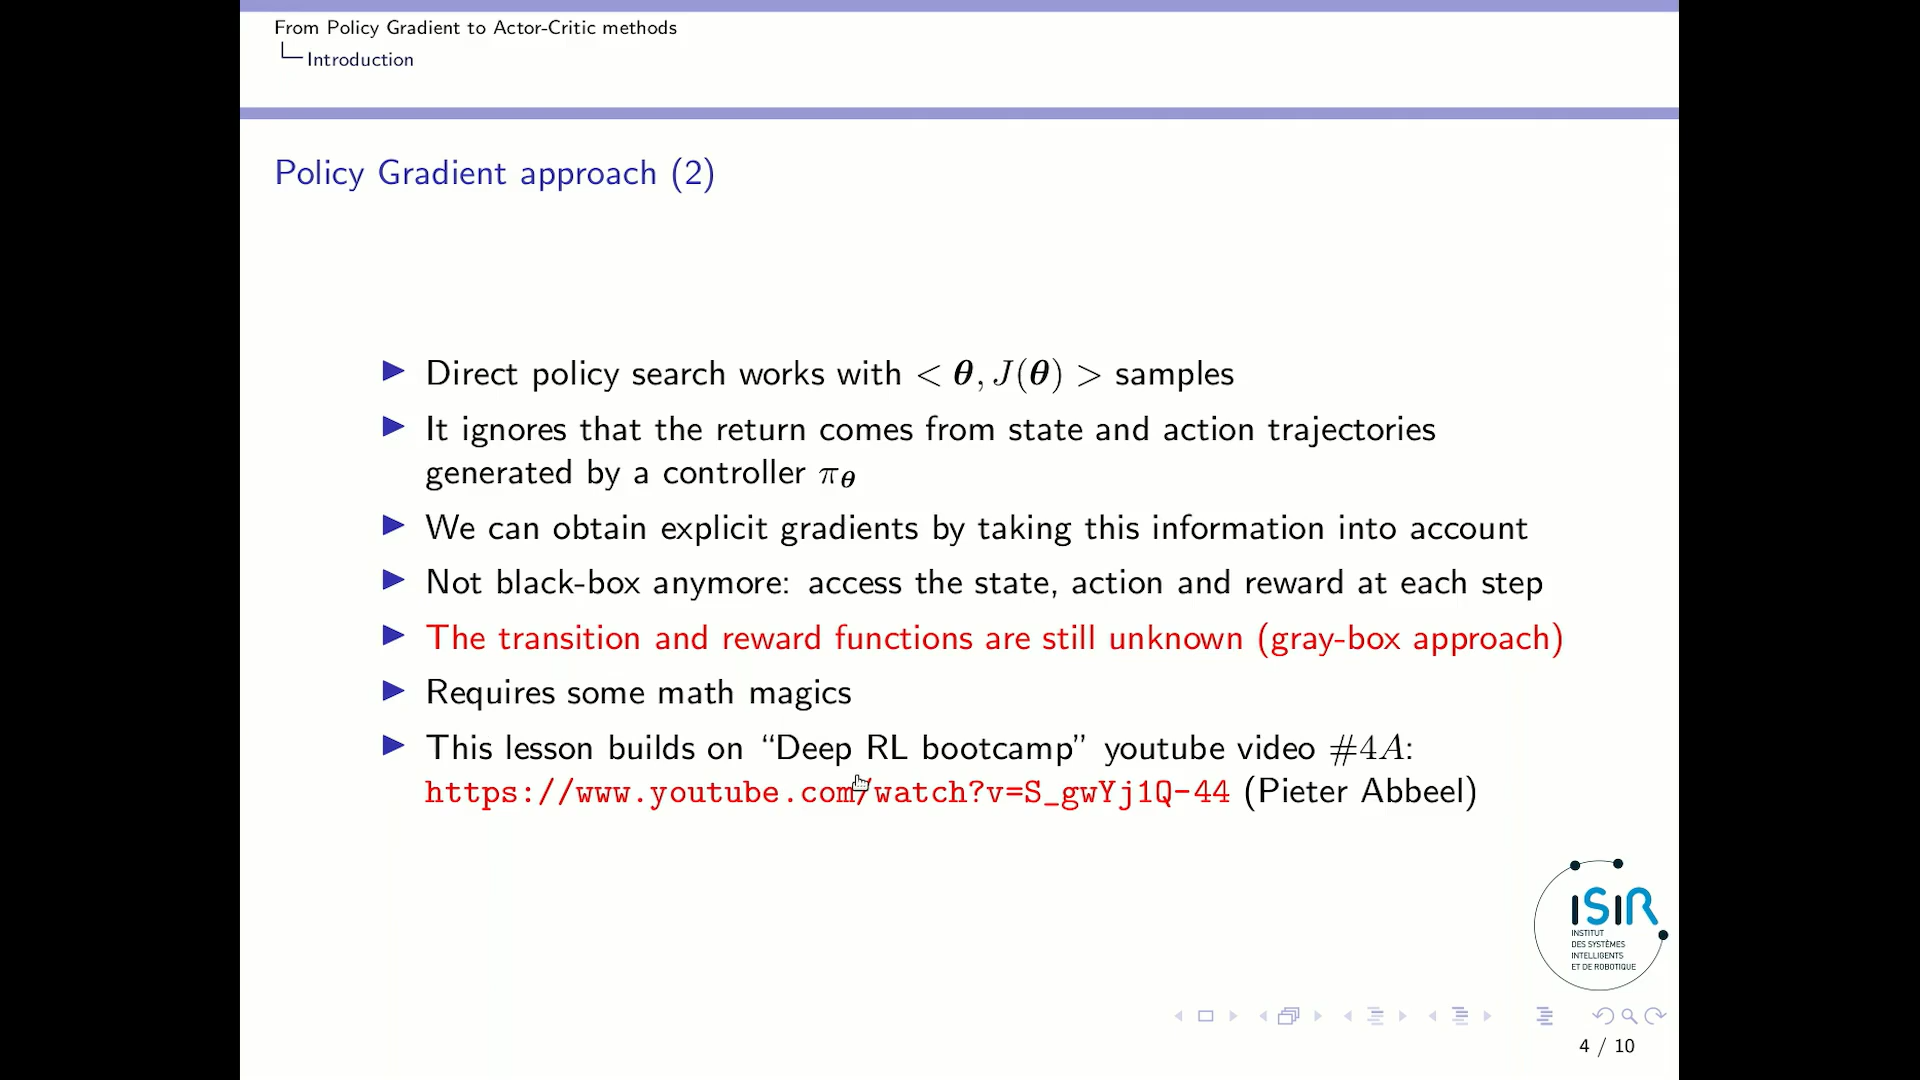 From Policy Gradient to Actor-Critic methods
Introduction
Policy Gradient approach (2)
Direct policy search works with < θ, J(θ) > samples
It ignores that the return comes from state and action trajectories
generated by a controller πθ
We can obtain explicit gradients by taking this information into account
Not black-box anymore: access the state, action and reward at each step
The transition and reward functions are still unknown (gray-box approach)
Requires some math magics
This lesson builds on “Deep RL bootcamp” youtube video #4A:
https://www.youtube.com/watch?v=S_gwYj1Q-44 (Pieter Abbeel)
ISIR
INSTITUT
DES SYSTÈMES
INTELLIGENTS
ET DE ROBOTIQUE
4 / 10